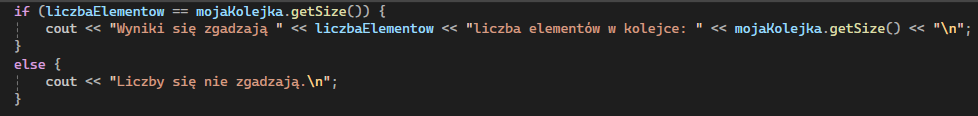 if (liczbaElementow == mojaKolejka.getSize()) {
    cout << "Wyniki się zgadzają " << liczbaElementow << "liczba elementów w kolejce: " << mojaKolejka.getSize() << "\n";
}
else {
    cout << "Liczby się nie zgadzają.\n";
}